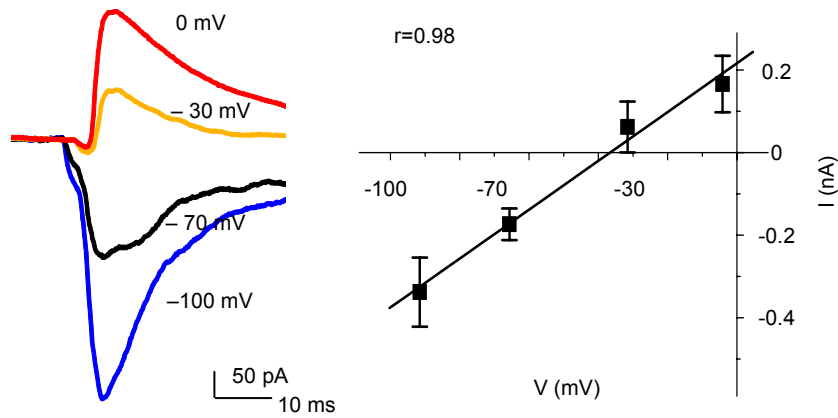 0 mV
– 30 mV
– 70 mV
–100 mV
50 pA
10 ms
r=0.98
0.2
0
-0.2
-0.4
-100
-70
-30
I (nA)
V (mV)